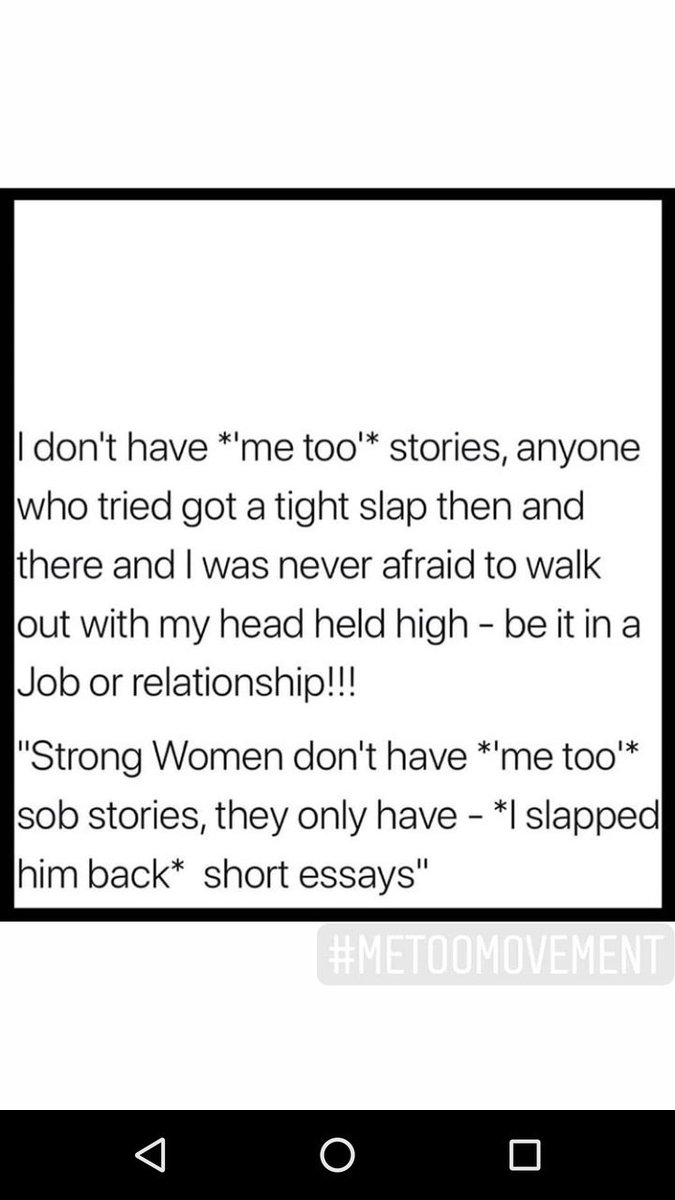 I don't have *'me too'* stories, anyone
who tried got a tight slap then and
there and I was never afraid to walk
out with my head held high - be it in a
Job or relationship!!!
"Strong Women don't have *'me too'*
sob stories, they only have - *I slapped
him back*  short essays"
#METOOMOVEMENT